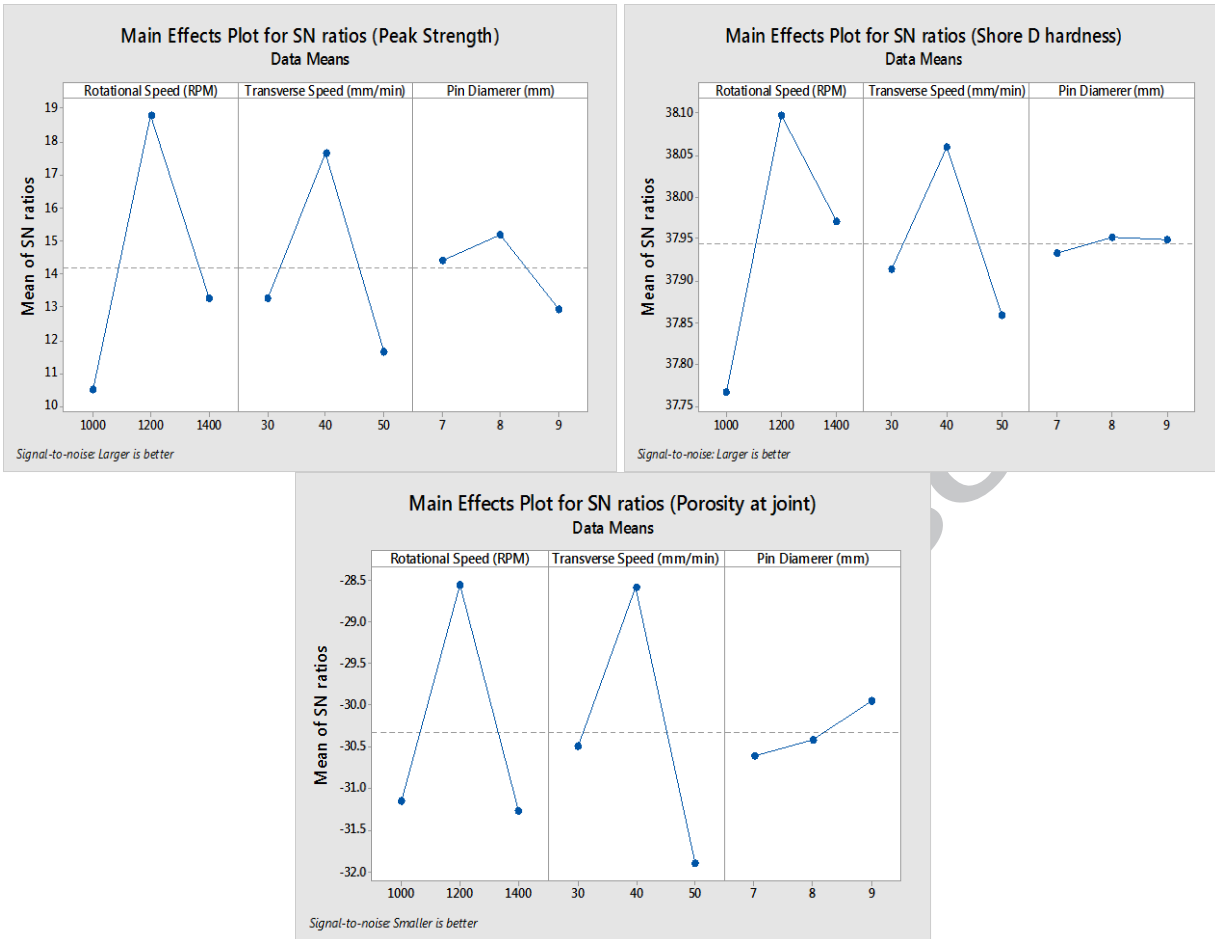 Main Effects Plot for SN ratios (Peak Strength)
Data Means
Rotational Speed (RPM) Transverse Speed (mm/min) Pin Diamerer (mm)
Mean of SN ratios
19
18
17
16
15
14
13
12
11
10
1000 1200 1400 30 40 50 7 8 9
Signal-to-noise: Larger is better
Main Effects Plot for SN ratios (Shore D hardness)
Data Means
Rotational Speed (RPM) Transverse Speed (mm/min) Pin Diamerer (mm)
Mean of SN ratios
38.10
38.05
38.00
37.95
37.90
37.85
37.80
37.75
1000 1200 1400 30 40 50 7 8 9
Signal-to-noise: Larger is better
Main Effects Plot for SN ratios (Porosity at joint)
Data Means
Rotational Speed (RPM) Transverse Speed (mm/min) Pin Diamerer (mm)
Mean of SN ratios
-28.5
-29.0
-29.5
-30.0
-30.5
-31.0
-31.5
-32.0
1000 1200 1400 30 40 50 7 8 9
Signal-to-noise: Smaller is better